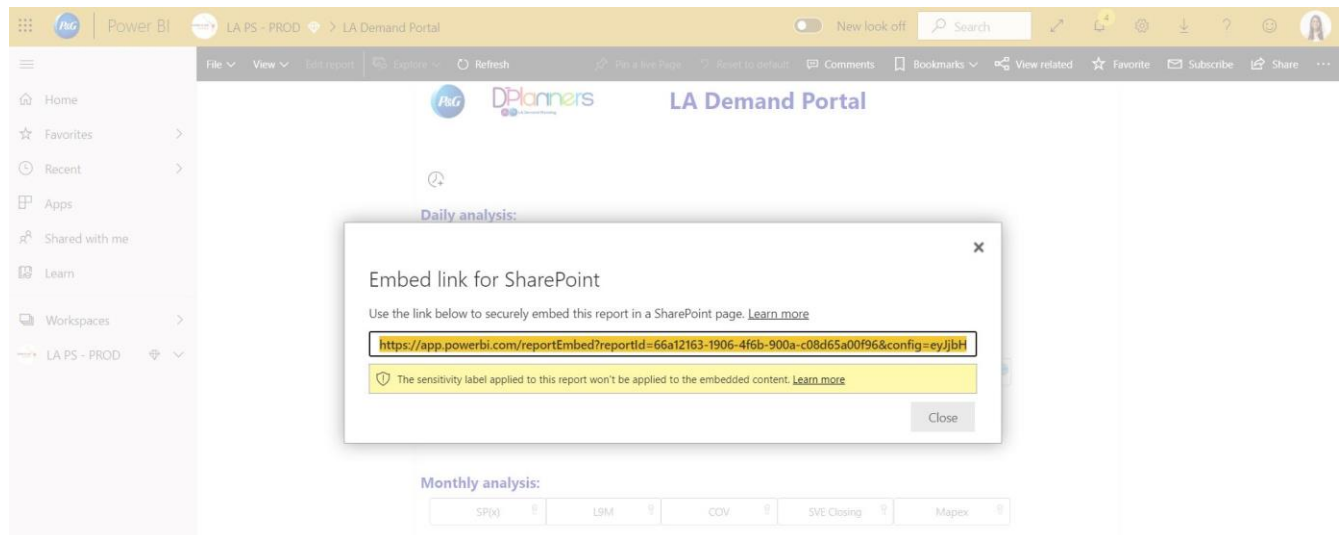 P&G Power BI LA PS - PROD > LA Demand Portal New look off Search 4 ?
File View Edit report Explore Refresh Pin a live Page Reset to default Comments Bookmarks View related Favorite Subscribe Share ...
Home
Favorites
Recent
Apps
Shared with me
Learn
Workspaces
LA PS - PROD
P&G DPlanners LA Demand Portal
Daily analysis:
Embed link for SharePoint
Use the link below to securely embed this report in a SharePoint page. Learn more
https://app.powerbi.com/reportEmbed?reportId=66a12163-1906-4f6b-900a-c08d65a00f96&config=eyJjbH
The sensitivity label applied to this report won't be applied to the embedded content. Learn more
Close
Monthly analysis:
SP(x) L9M COV SVE Closing Mapex